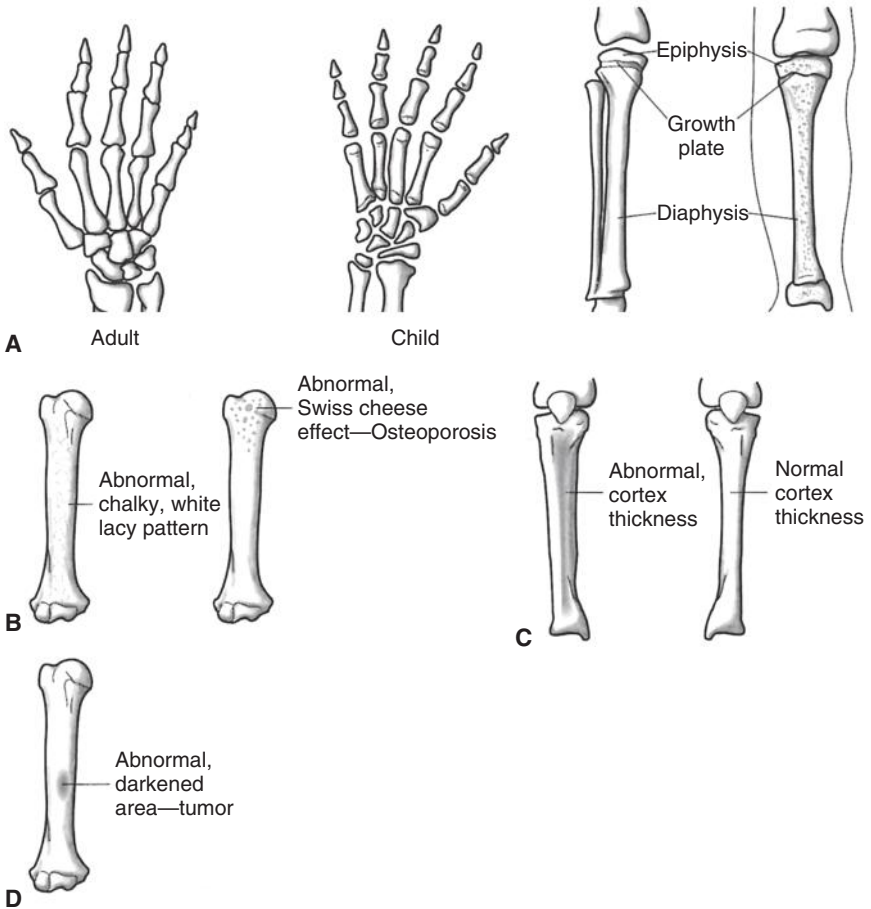 Epiphysis
Growth
plate
Diaphysis
A
Adult
Child
Abnormal,
chalky, white
lacy pattern
Abnormal,
Swiss cheese
effect—Osteoporosis
B
Abnormal,
cortex
thickness
Normal
cortex
thickness
C
Abnormal,
darkened
area—tumor
D